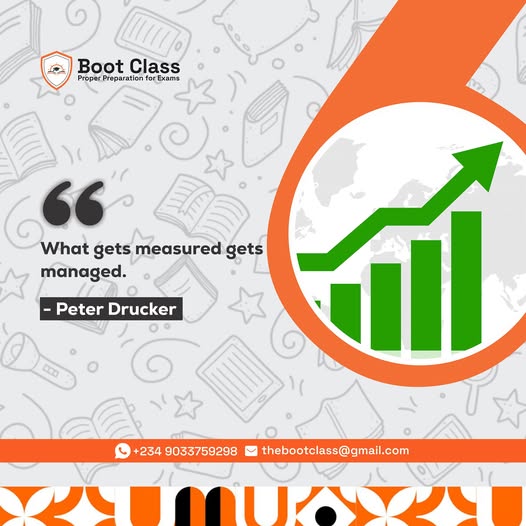 Boot Class
Proper Preparation for Exams
“
What gets measured gets
managed.
- Peter Drucker
+234 9033759298 thebootclass@gmail.com